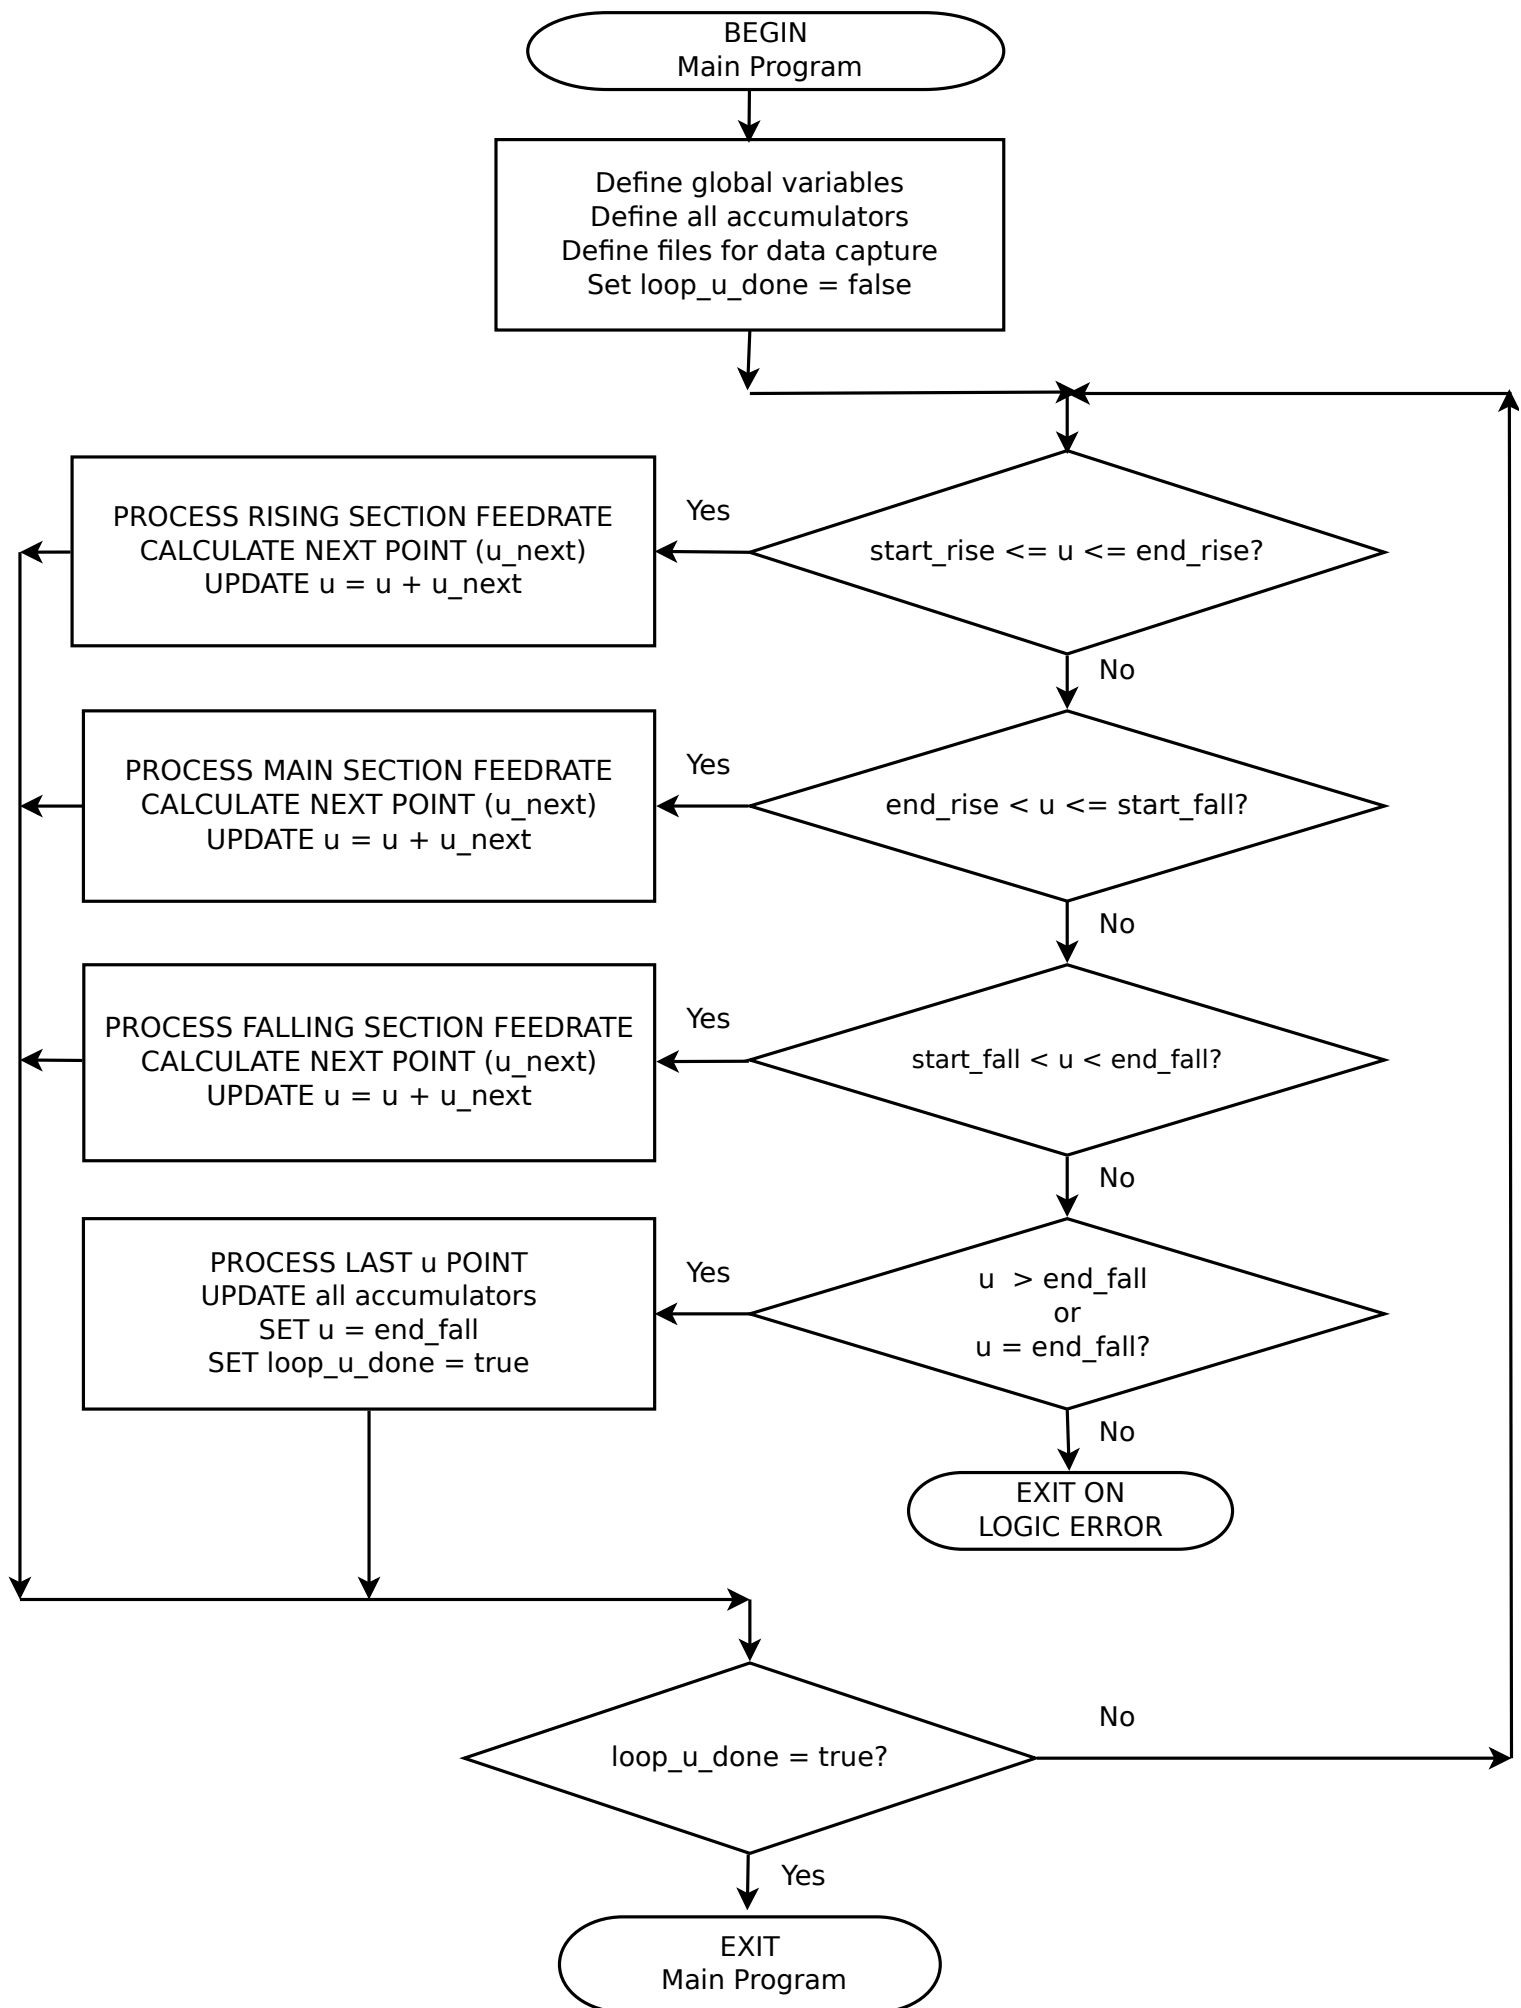 BEGIN
Main Program
Define global variables
Define all accumulators
Define files for data capture
Set loop_u_done = false
PROCESS RISING SECTION FEEDRATE
CALCULATE NEXT POINT (u_next)
UPDATE u = u + u_next
Yes
start_rise <= u <= end_rise?
No
PROCESS MAIN SECTION FEEDRATE
CALCULATE NEXT POINT (u_next)
UPDATE u = u + u_next
Yes
end_rise < u <= start_fall?
No
PROCESS FALLING SECTION FEEDRATE
CALCULATE NEXT POINT (u_next)
UPDATE u = u + u_next
Yes
start_fall < u < end_fall?
No
PROCESS LAST u POINT
UPDATE all accumulators
SET u = end_fall
SET loop_u_done = true
Yes
u  > end_fall
or
u = end_fall?
No
EXIT ON
LOGIC ERROR
loop_u_done = true?
No
Yes
EXIT
Main Program